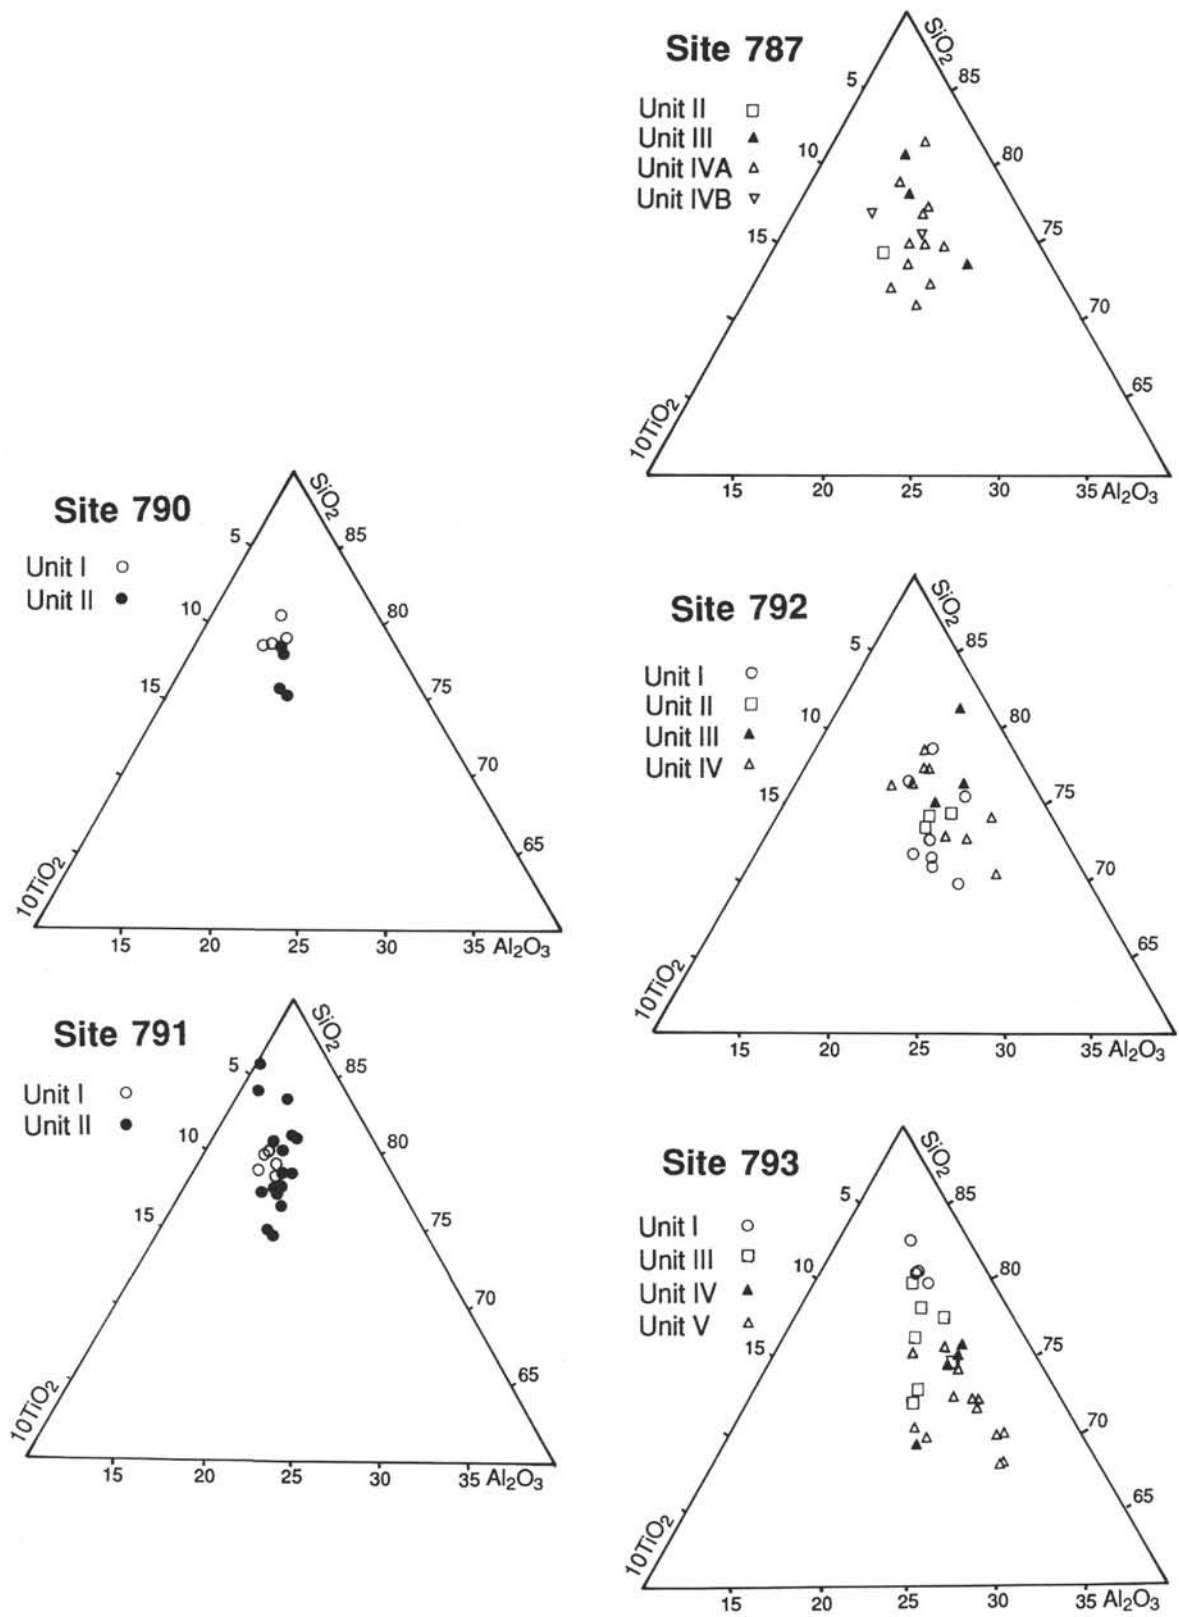 Site 787
Unit II
Unit III
Unit IVA
Unit IVB
SiO₂
85
80
75
70
65
5
10
15
10TiO₂
15 20 25 30 35 Al₂O₃
Site 790
Unit I
Unit II
SiO₂
85
80
75
70
65
5
10
15
10TiO₂
15 20 25 30 35 Al₂O₃
Site 792
Unit I
Unit II
Unit III
Unit IV
SiO₂
85
80
75
70
65
5
10
15
10TiO₂
15 20 25 30 35 Al₂O₃
Site 791
Unit I
Unit II
SiO₂
85
80
75
70
65
5
10
15
10TiO₂
15 20 25 30 35 Al₂O₃
Site 793
Unit I
Unit III
Unit IV
Unit V
SiO₂
85
80
75
70
65
5
10
15
10TiO₂
15 20 25 30 35 Al₂O₃